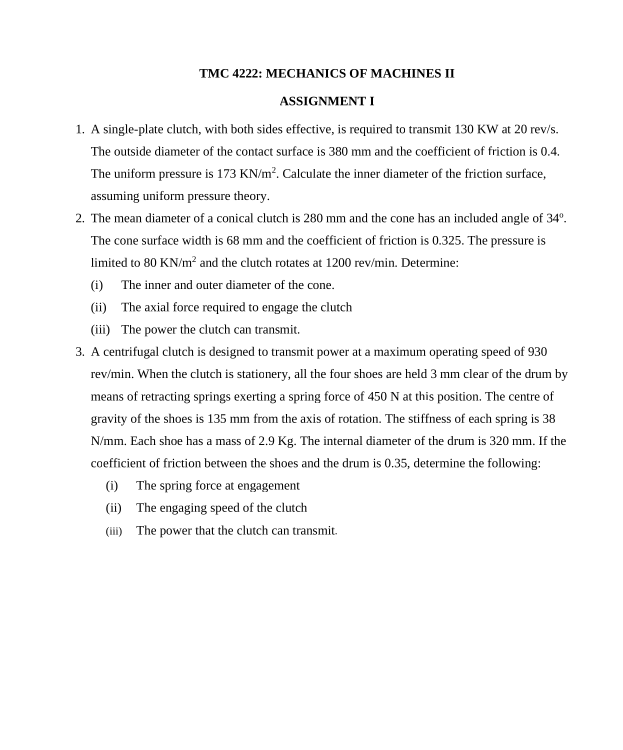 TMC 4222: MECHANICS OF MACHINES II
ASSIGNMENT I
1. A single-plate clutch, with both sides effective, is required to transmit 130 KW at 20 rev/s.
The outside diameter of the contact surface is 380 mm and the coefficient of friction is 0.4.
The uniform pressure is 173 KN/m². Calculate the inner diameter of the friction surface,
assuming uniform pressure theory.
2. The mean diameter of a conical clutch is 280 mm and the cone has an included angle of 34º.
The cone surface width is 68 mm and the coefficient of friction is 0.325. The pressure is
limited to 80 KN/m² and the clutch rotates at 1200 rev/min. Determine:
(i) The inner and outer diameter of the cone.
(ii) The axial force required to engage the clutch
(iii) The power the clutch can transmit.
3. A centrifugal clutch is designed to transmit power at a maximum operating speed of 930
rev/min. When the clutch is stationery, all the four shoes are held 3 mm clear of the drum by
means of retracting springs exerting a spring force of 450 N at this position. The centre of
gravity of the shoes is 135 mm from the axis of rotation. The stiffness of each spring is 38
N/mm. Each shoe has a mass of 2.9 Kg. The internal diameter of the drum is 320 mm. If the
coefficient of friction between the shoes and the drum is 0.35, determine the following:
(i) The spring force at engagement
(ii) The engaging speed of the clutch
(iii) The power that the clutch can transmit.